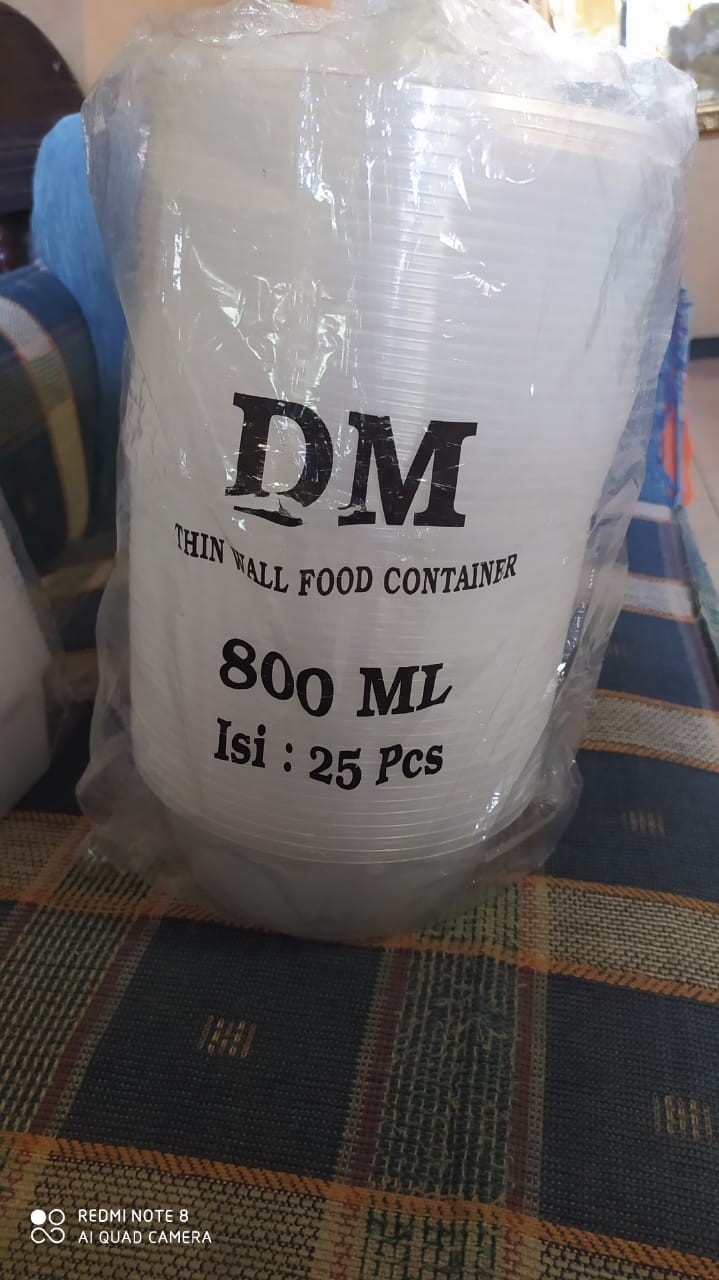 DM
THIN WALL FOOD CONTAINER
800 ML
Isi : 25 Pcs
REDMI NOTE 8
AI QUAD CAMERA